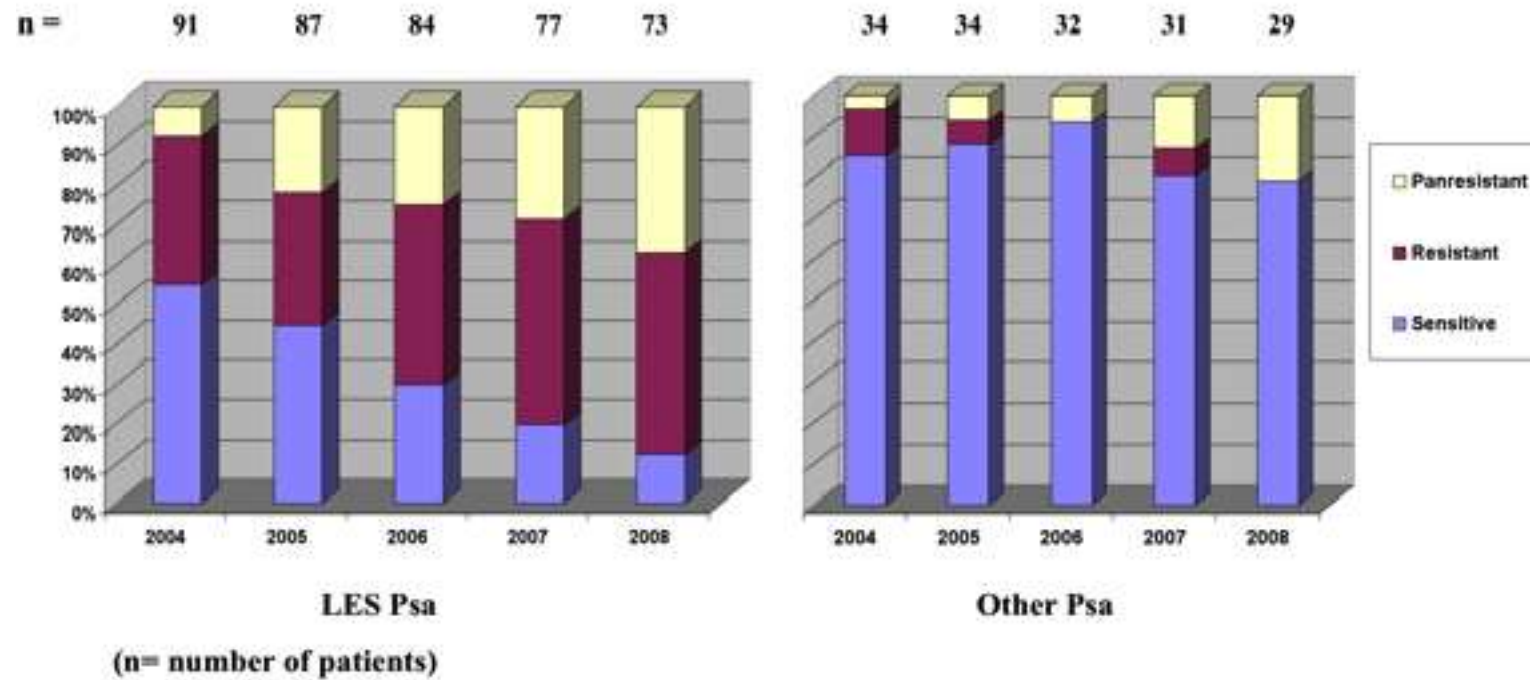 n = 91 87 84 77 73 34 34 32 31 29
100%
90%
80%
70%
60%
50%
40%
30%
20%
10%
0%
2004 2005 2006 2007 2008
2004 2005 2006 2007 2008
Panresistant
Resistant
Sensitive
LES Psa
Other Psa
(n= number of patients)